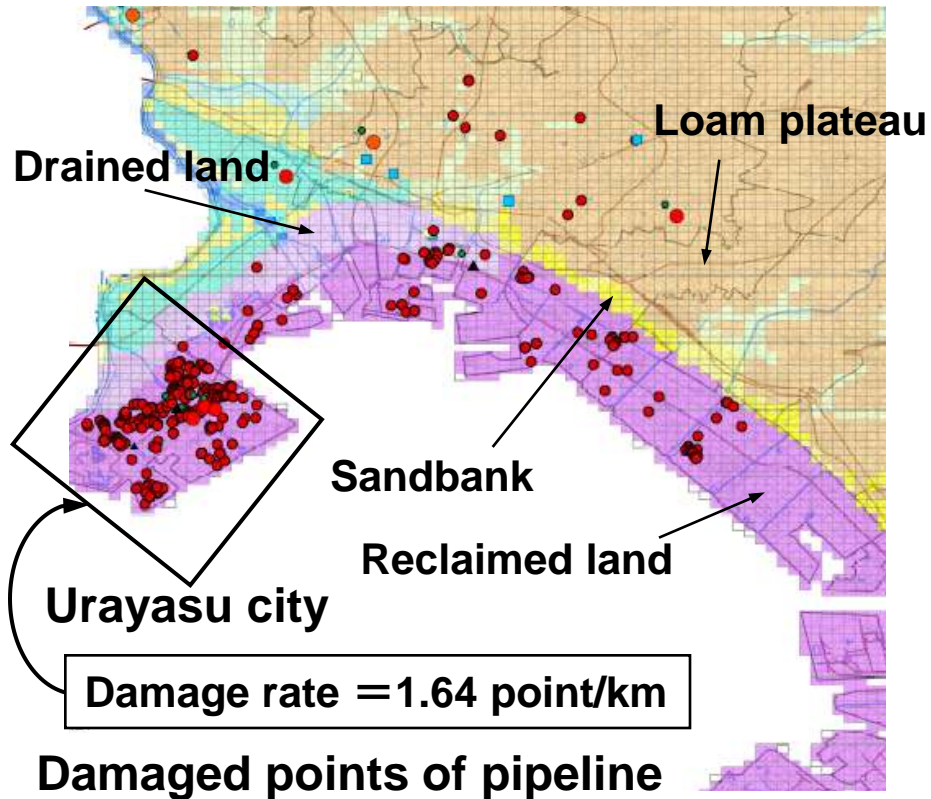 Loam plateau
Drained land
Sandbank
Reclaimed land
Urayasu city
Damage rate ＝1.64 point/km
Damaged points of pipeline